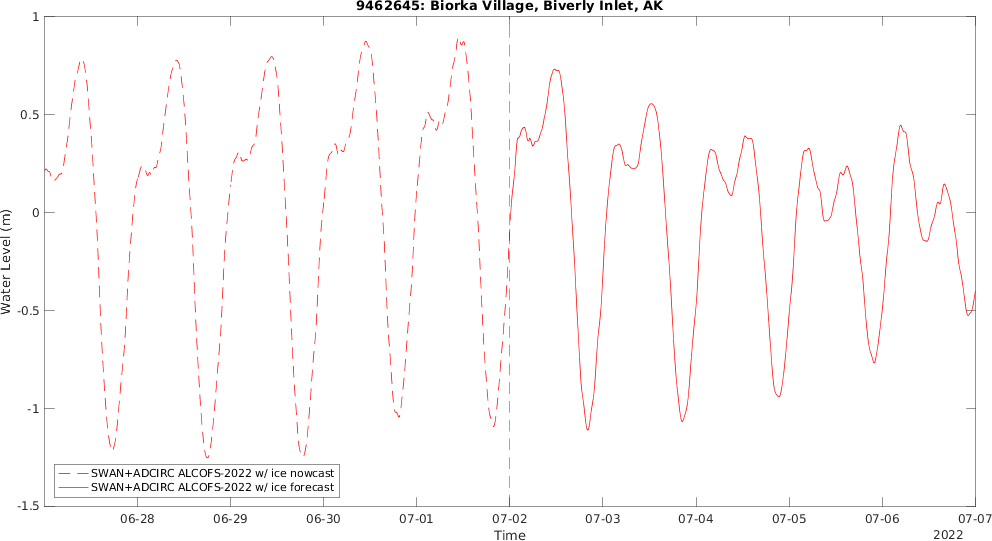 9462645: Biorka Village, Biverly Inlet, AK
Water Level (m)
1
0.5
0
-0.5
-1
-1.5
SWAN+ADCIRC ALCOFS-2022 w/ ice nowcast
SWAN+ADCIRC ALCOFS-2022 w/ ice forecast
06-28 06-29 06-30 07-01 07-02 07-03 07-04 07-05 07-06 07-07
Time
2022